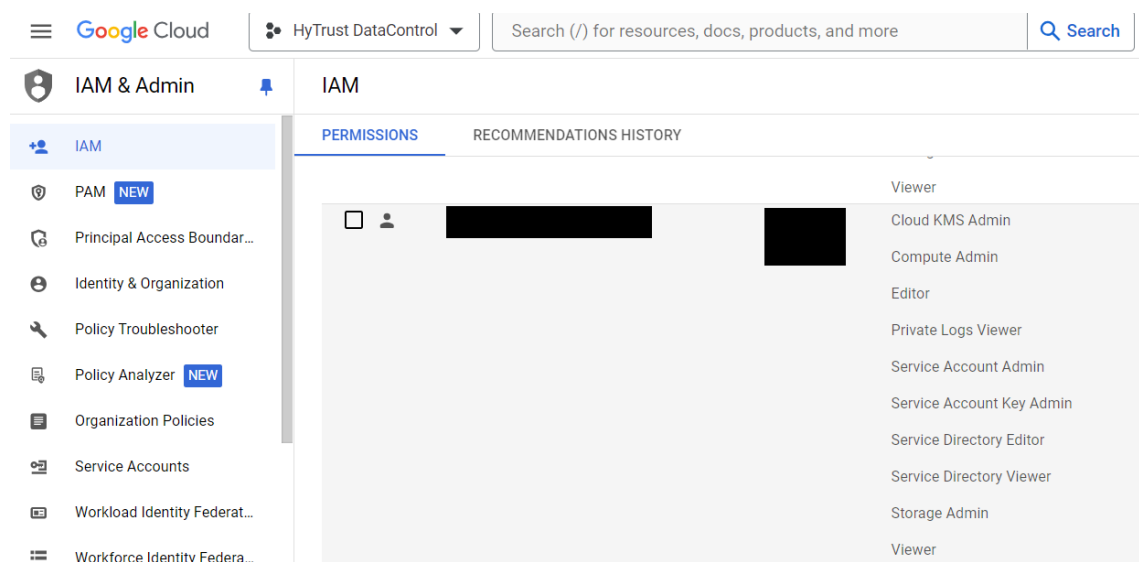 Google Cloud
HyTrust DataControl
Search (/) for resources, docs, products, and more
Search
IAM & Admin
IAM
PAM NEW
Principal Access Boundar...
Identity & Organization
Policy Troubleshooter
Policy Analyzer NEW
Organization Policies
Service Accounts
Workload Identity Federat...
Workforce Identity Federa...
IAM
PERMISSIONS
RECOMMENDATIONS HISTORY
Viewer
Cloud KMS Admin
Compute Admin
Editor
Private Logs Viewer
Service Account Admin
Service Account Key Admin
Service Directory Editor
Service Directory Viewer
Storage Admin
Viewer